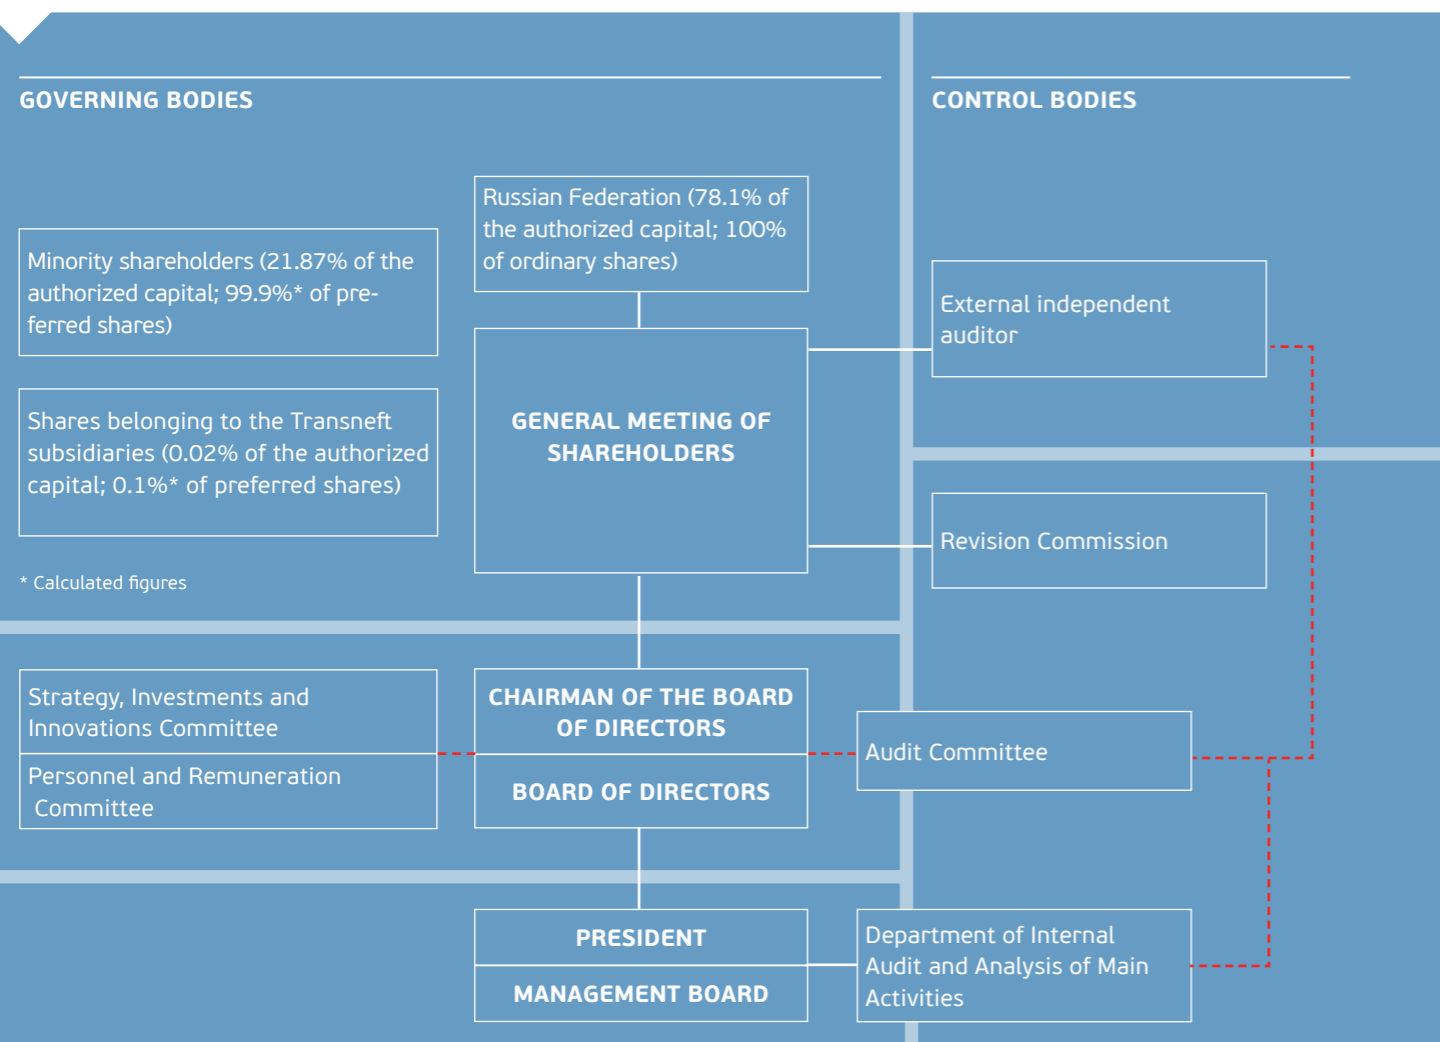 GOVERNING BODIES
CONTROL BODIES
Russian Federation (78.1% of
the authorized capital; 100%
of ordinary shares)
Minority shareholders (21.87% of the
authorized capital; 99.9%* of pre-
ferred shares)
External independent
auditor
Shares belonging to the Transneft
subsidiaries (0.02% of the authorized
capital; 0.1%* of preferred shares)
GENERAL MEETING OF
SHAREHOLDERS
Revision Commission
* Calculated figures
Strategy, Investments and
Innovations Committee
Personnel and Remuneration
Committee
CHAIRMAN OF THE BOARD
OF DIRECTORS
BOARD OF DIRECTORS
Audit Committee
PRESIDENT
MANAGEMENT BOARD
Department of Internal
Audit and Analysis of Main
Activities